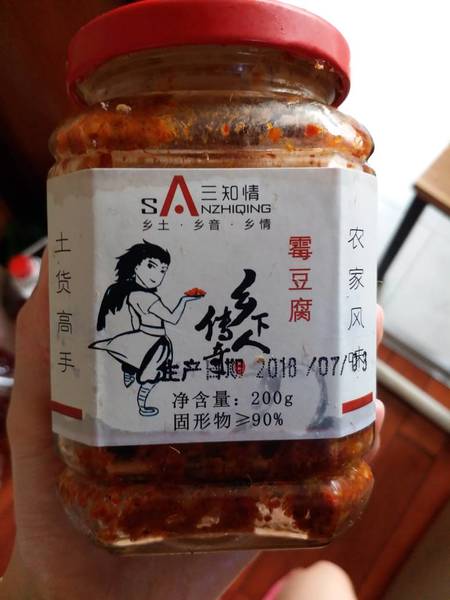 三知情
SANZHIQING
乡土·乡音·乡情
土货高手
霉豆腐
农家风味
乡下人
传奇
生产日期 2018/07/03
净含量：200g
固形物≥90%